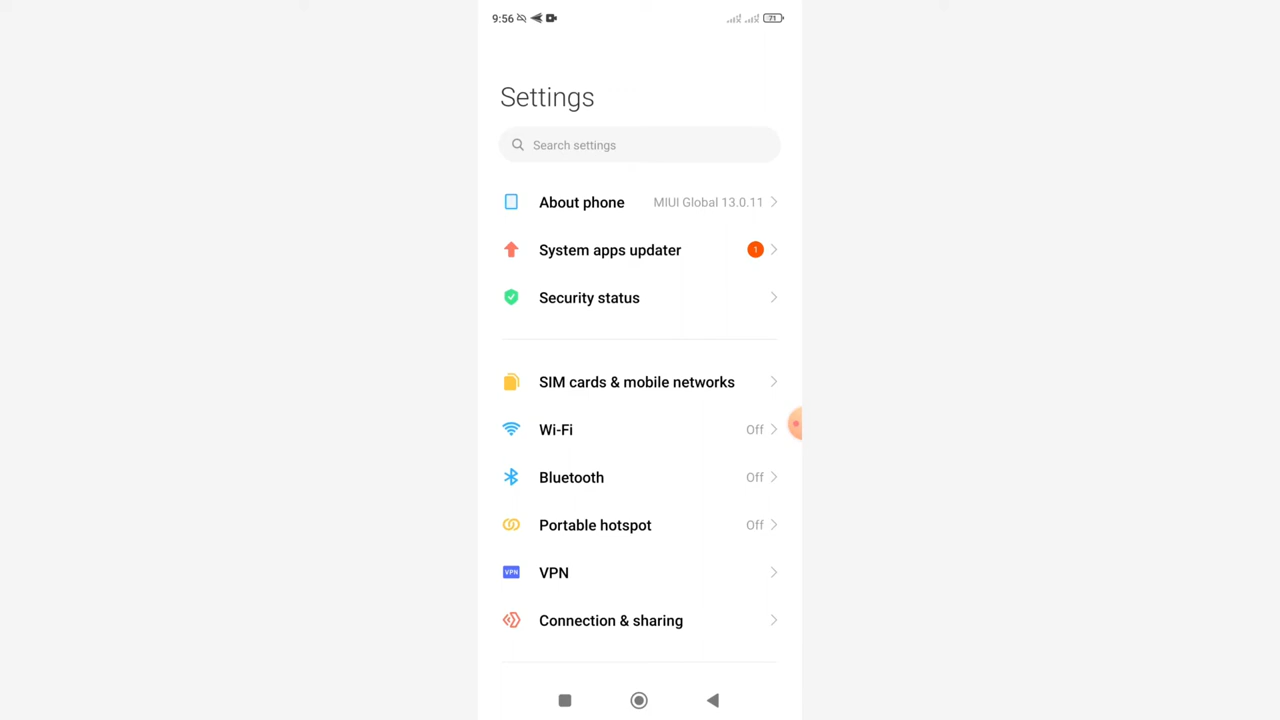 9:56 71
Settings
Search settings
About phone MIUI Global 13.0.11
System apps updater 1
Security status
SIM cards & mobile networks
Wi-Fi Off
Bluetooth Off
Portable hotspot Off
VPN VPN
Connection & sharing